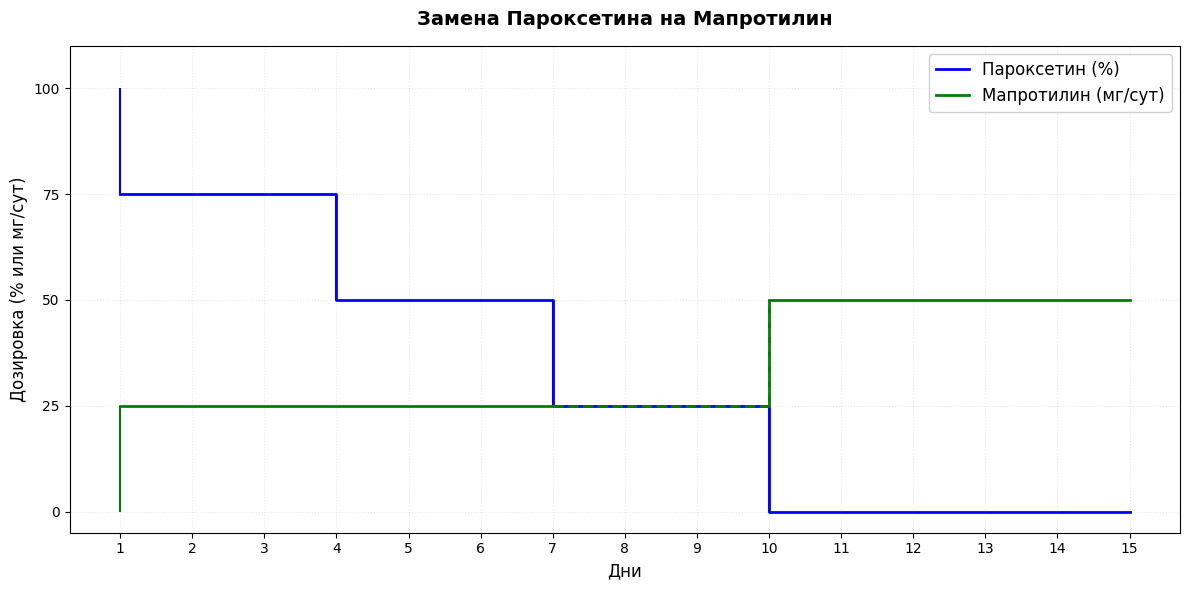 Замена Пароксетина на Мапротилин
Пароксетин (%)
Мапротилин (мг/сут)
Дозировка (% или мг/сут)
100
75
50
25
0
1 2 3 4 5 6 7 8 9 10 11 12 13 14 15
Дни